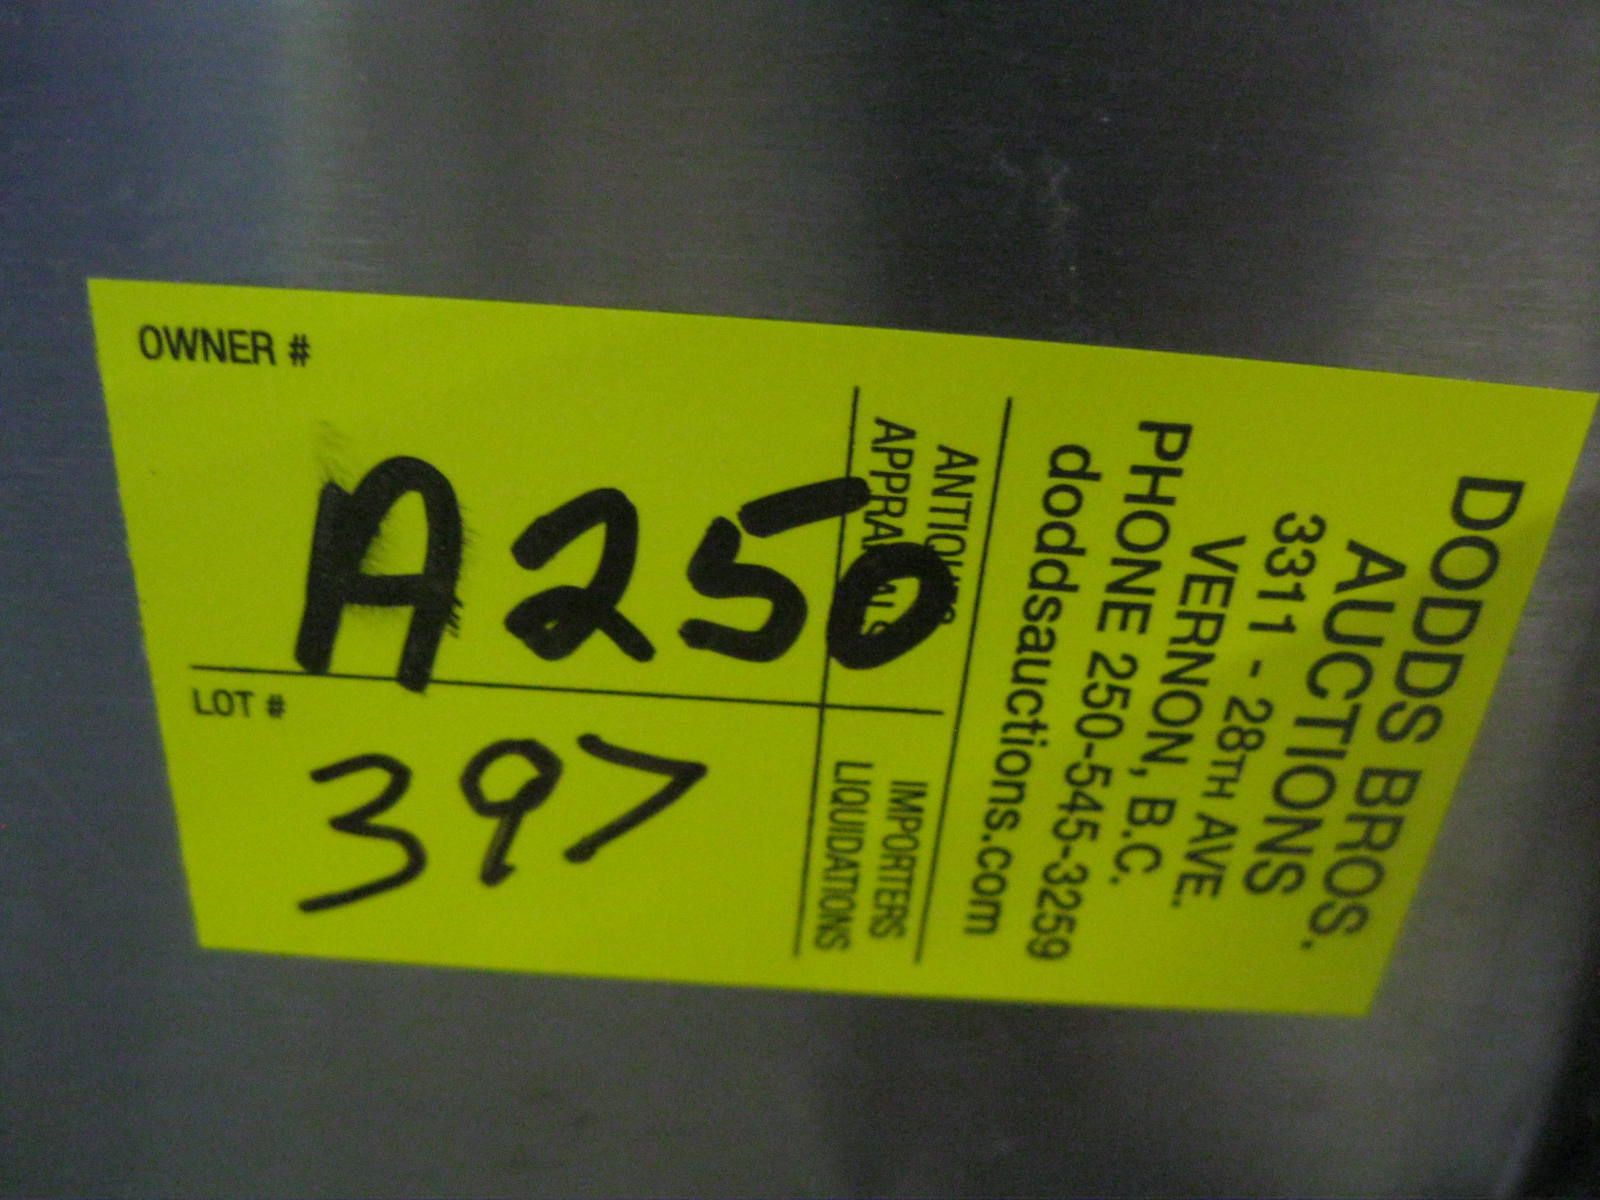 OWNER #
A250
LOT #
397
DODDS BROS.
AUCTIONS
3311 - 28TH AVE.
VERNON, B.C.
PHONE 250-545-3259
doddsauctions.com
ANTIQUES
APPRAISALS
IMPORTERS
LIQUIDATIONS